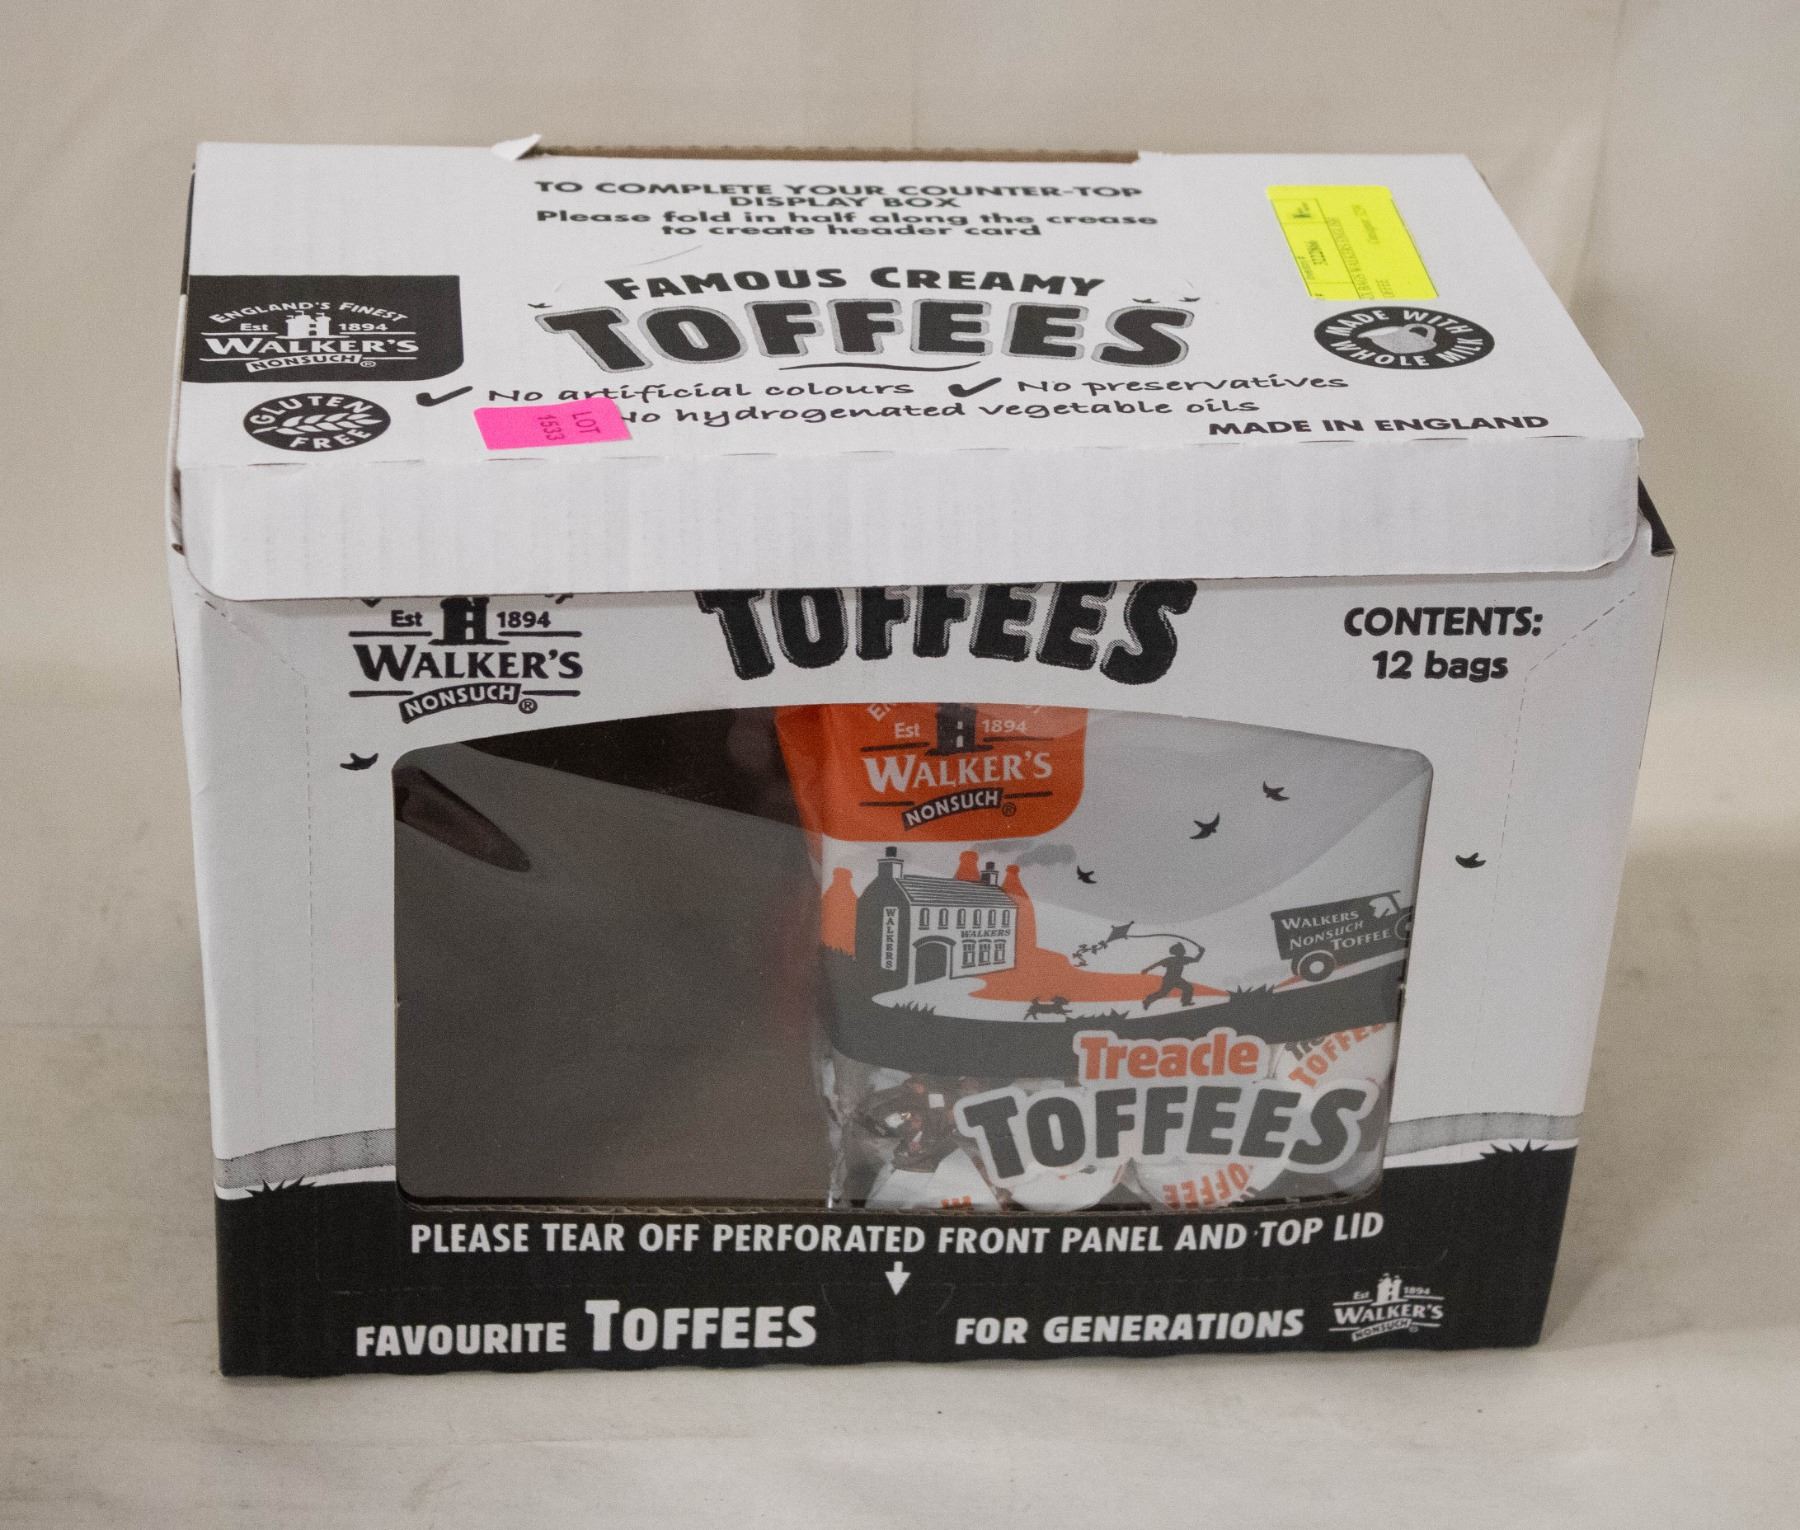 TO COMPLETE YOUR COUNTER-TOP
DISPLAY BOX
Please fold in half along the crease
to create header card
FAMOUS CREAMY
TOFFEES
ENGLAND'S FINEST
Est 1894
WALKER'S
NONSUCH®
MADE WITH
WHOLE MILK
No artificial colours No preservatives
No hydrogenated vegetable oils
GLUTEN
FREE
LOT
1533
MADE IN ENGLAND
Est 1894
WALKER'S
NONSUCH®
TOFFEES
CONTENTS:
12 bags
Est 1894
WALKER'S
NONSUCH®
WALKERS
WALKERS
WALKERS
NONSUCH
TOFFEE
Treacle
TOFFEES
TOFFEE
PLEASE TEAR OFF PERFORATED FRONT PANEL AND TOP LID
FAVOURITE TOFFEES FOR GENERATIONS
Est 1894
WALKER'S
NONSUCH